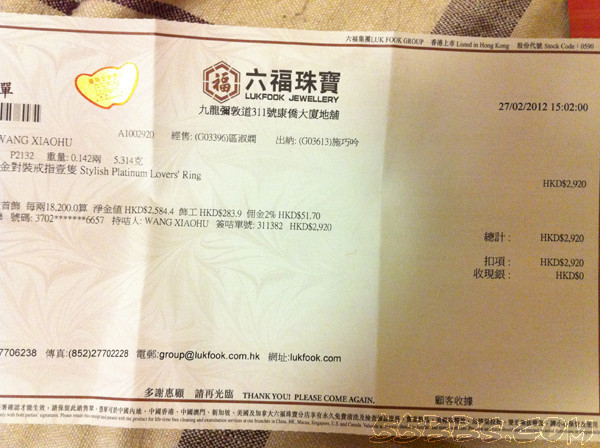 六福集團LUK FOOK GROUP 香港上市 Listed in Hong Kong 股份代號 Stock Code : 0590
單
福 六福珠寶
LUKFOOK JEWELLERY
九龍彌敦道311號康僑大廈地舖
27/02/2012 15:02:00
WANG XIAOHU A1002920 經售: (G03396)區淑嫻 出納: (G03613)施巧吟
P2132 重量: 0.142兩 5.314克
金對裝戒指壹隻 Stylish Platinum Lovers' Ring
HKD$2,920
首飾 每兩18,200.0算 淨金値 HKD$2,584.4 飾工 HKD$283.9 佣金2% HKD$51.70
號碼: 3702*******6657 持咭人: WANG XIAOHU 簽咭單號: 311382 HKD$2,920
總計 : HKD$2,920
扣項 : HKD$2,920
收現銀 : HKD$0
7706238 傳真:(852)27702228 電郵:group@lukfook.com.hk 網址:lukfook.com
多謝惠顧 請再光臨 THANK YOU! PLEASE COME AGAIN. 顧客收據